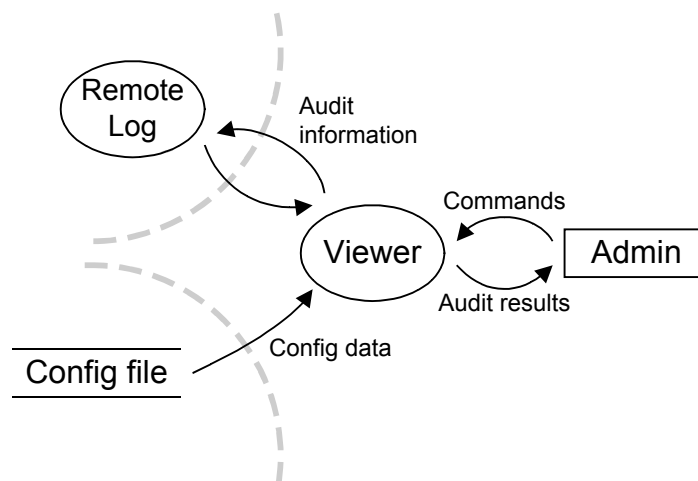 Remote
Log
Audit
information
Commands
Viewer
Admin
Audit results
Config data
Config file